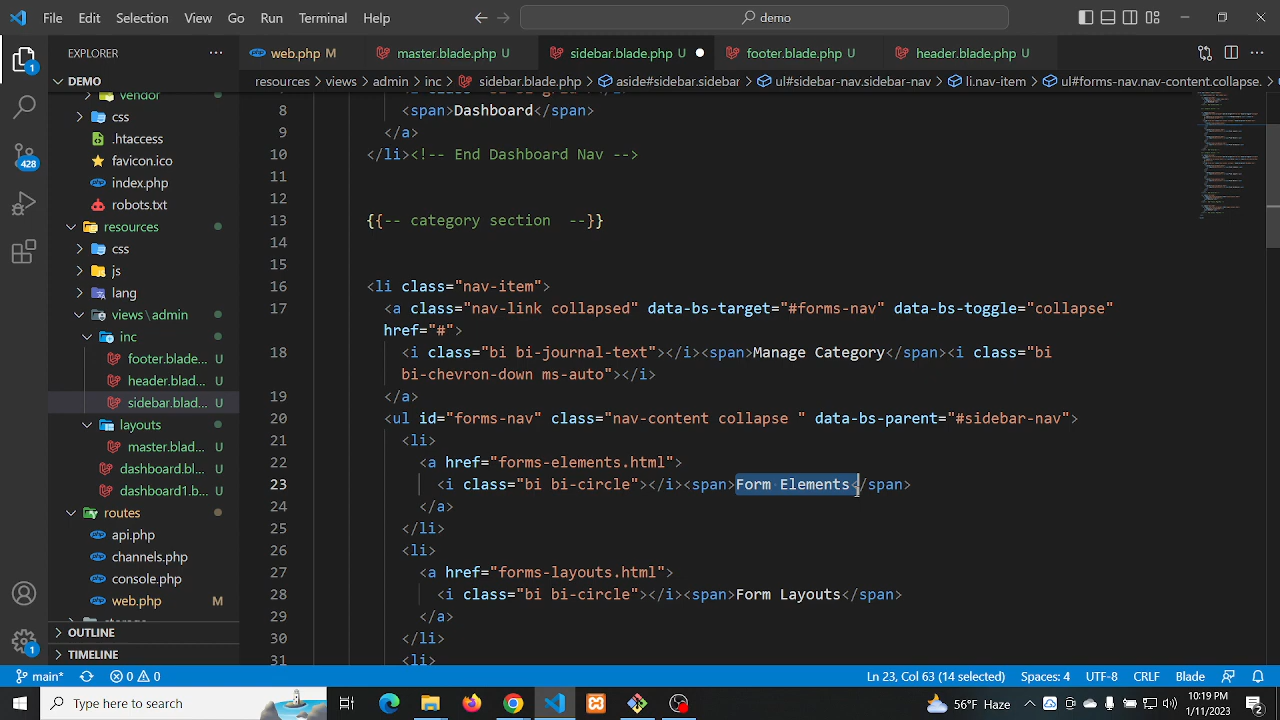 File Edit Selection View Go Run Terminal Help
demo
EXPLORER
web.php M
master.blade.php U
sidebar.blade.php U
footer.blade.php U
header.blade.php U
DEMO
resources > views > admin > inc > sidebar.blade.php > aside#sidebar.sidebar > ul#sidebar-nav.sidebar-nav > li.nav-item > ul#forms-nav.nav-content.collapse.
vendor
css
.htaccess
favicon.ico
index.php
robots.txt
resources
css
js
lang
views\admin
inc
footer.blade... U
header.blad... U
sidebar.blad... U
layouts
master.blad... U
dashboard.bl... U
dashboard1.b... U
routes
api.php
channels.php
console.php
web.php M
OUTLINE
TIMELINE
8 <span>Dashboard</span>
9 </a>
10 </li><!-- End Dashboard Nav -->
11
12
13 {{-- category section  --}}
14
15
16 <li class="nav-item">
17 <a class="nav-link collapsed" data-bs-target="#forms-nav" data-bs-toggle="collapse"
href="#">
18 <i class="bi bi-journal-text"></i><span>Manage Category</span><i class="bi
bi-chevron-down ms-auto"></i>
19 </a>
20 <ul id="forms-nav" class="nav-content collapse " data-bs-parent="#sidebar-nav">
21 <li>
22 <a href="forms-elements.html">
23 <i class="bi bi-circle"></i><span>Form Elements</span>
24 </a>
25 </li>
26 <li>
27 <a href="forms-layouts.html">
28 <i class="bi bi-circle"></i><span>Form Layouts</span>
29 </a>
30 </li>
31 <li>
1
428
1
main*
0 0
Ln 23, Col 63 (14 selected) Spaces: 4 UTF-8 CRLF Blade
Type here to search
56°F Haze
10:19 PM
1/11/2023
2